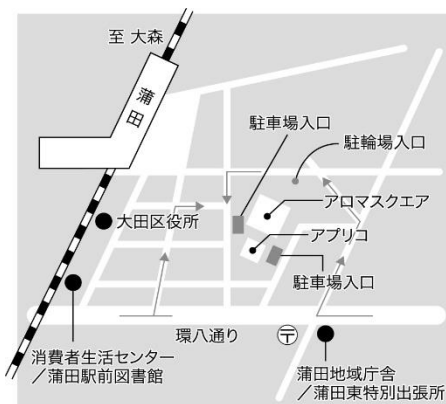 至 大森
蒲田
駐車場入口
駐輪場入口
アロマスクエア
大田区役所
アプリコ
駐車場入口
環八通り
〒
消費者生活センター
／蒲田駅前図書館
蒲田地域庁舎
／蒲田東特別出張所